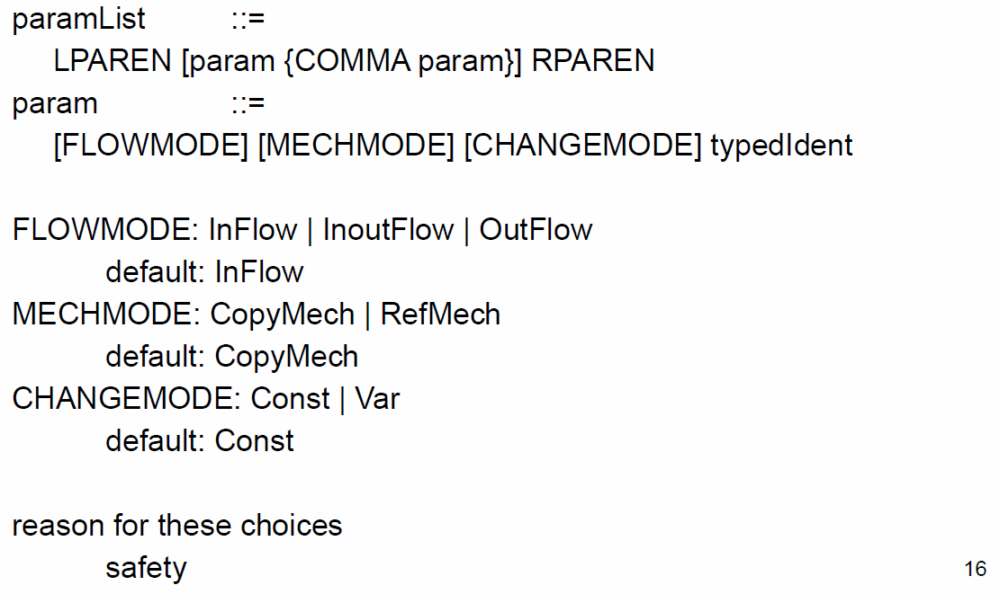 paramList ::=
LPAREN [param {COMMA param}] RPAREN
param ::=
[FLOWMODE] [MECHMODE] [CHANGEMODE] typedIdent
FLOWMODE: InFlow | InoutFlow | OutFlow
default: InFlow
MECHMODE: CopyMech | RefMech
default: CopyMech
CHANGEMODE: Const | Var
default: Const
reason for these choices
safety
16